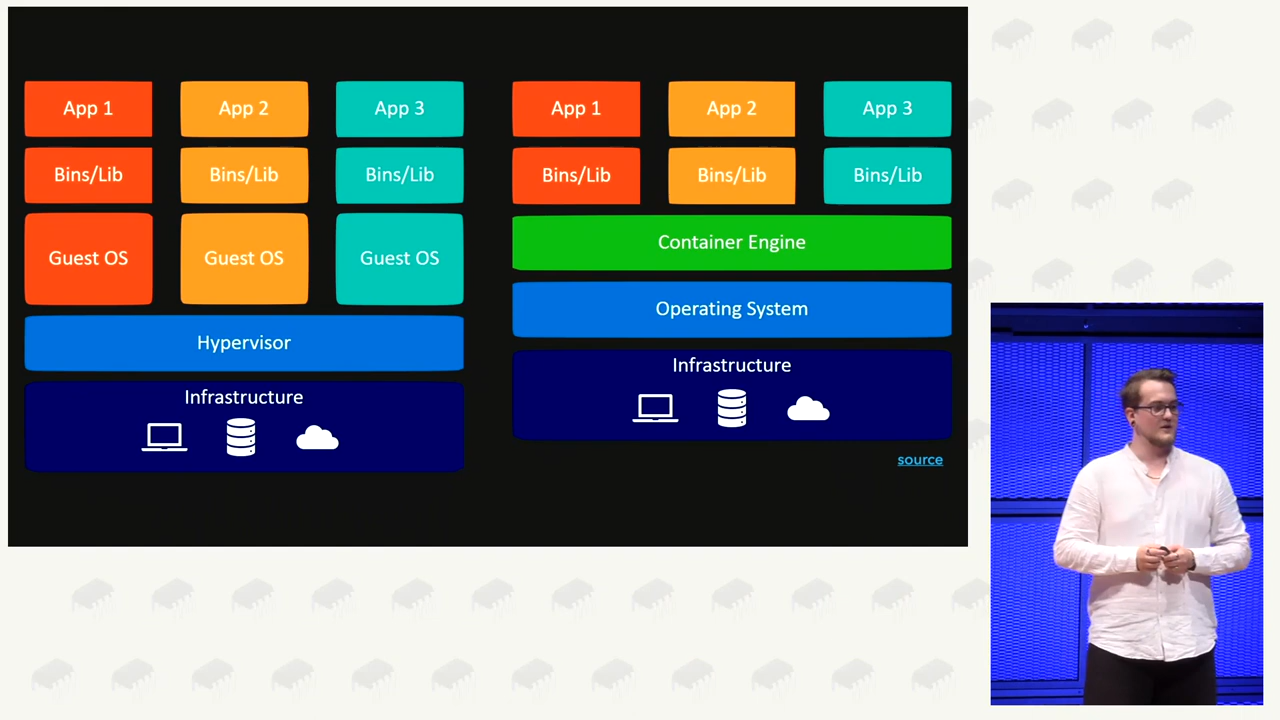 App 1
App 2
App 3
Bins/Lib
Bins/Lib
Bins/Lib
Guest OS
Guest OS
Guest OS
Hypervisor
Infrastructure
App 1
App 2
App 3
Bins/Lib
Bins/Lib
Bins/Lib
Container Engine
Operating System
Infrastructure
source